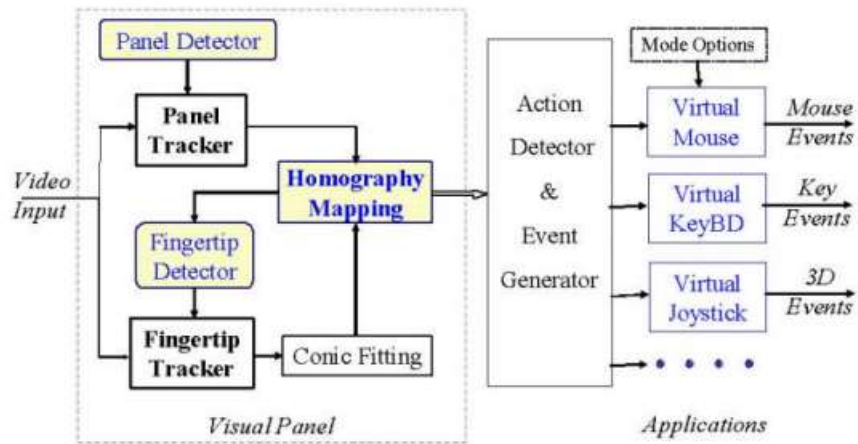 Panel Detector
Mode Options
Panel
Tracker
Action
Detector
&
Event
Generator
Virtual
Mouse
Mouse
Events
Video
Input
Homography
Mapping
Virtual
KeyBD
Key
Events
Fingertip
Detector
Virtual
Joystick
3D
Events
Fingertip
Tracker
Conic Fitting
Visual Panel
Applications